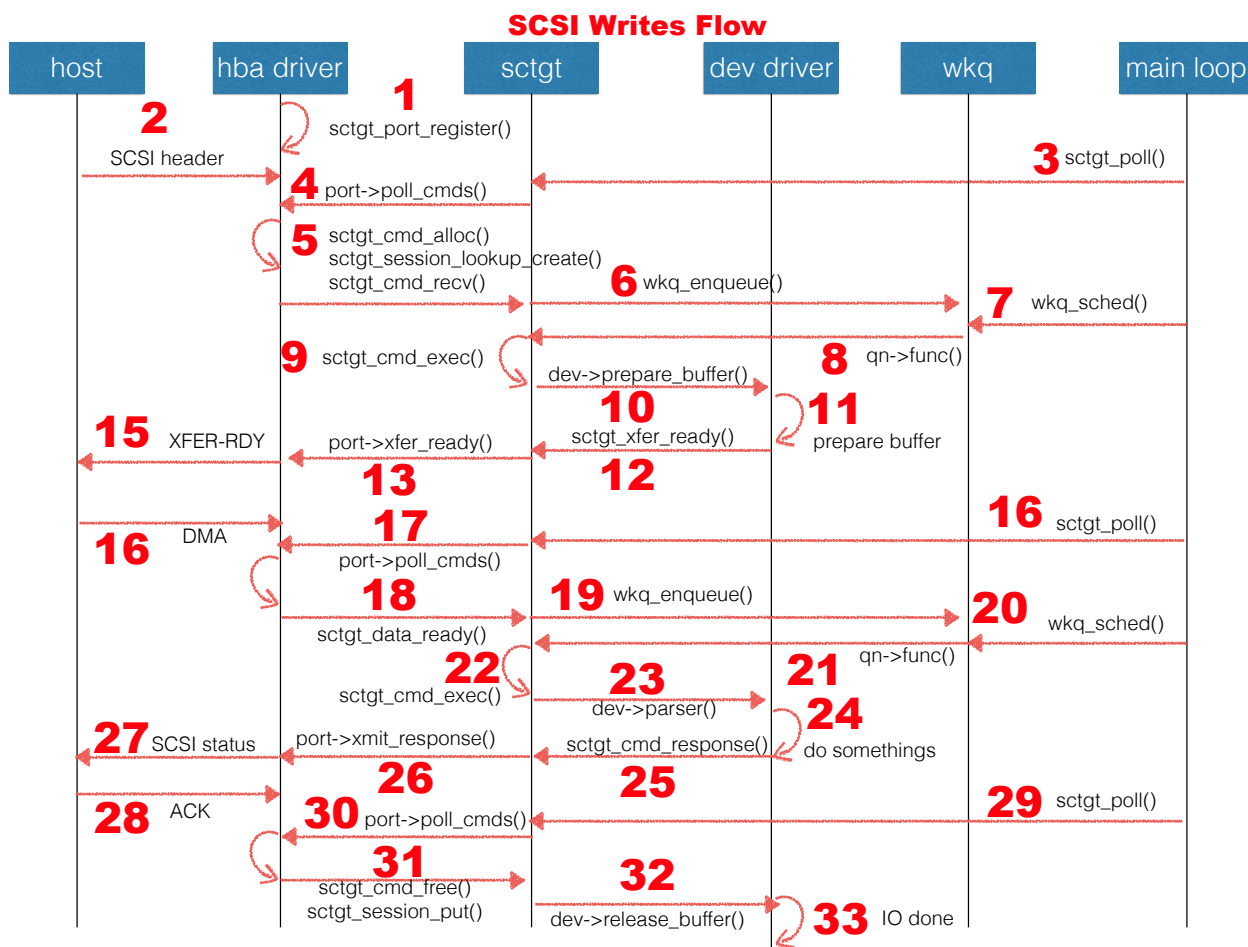 SCSI Writes Flow
host
hba driver
sctgt
dev driver
wkq
main loop
1
sctgt_port_register()
2
SCSI header
3
sctgt_poll()
4
port->poll_cmds()
5
sctgt_cmd_alloc()
sctgt_session_lookup_create()
sctgt_cmd_recv()
6
wkq_enqueue()
7
wkq_sched()
8
qn->func()
9
sctgt_cmd_exec()
dev->prepare_buffer()
10
11
prepare buffer
sctgt_xfer_ready()
12
port->xfer_ready()
13
15
XFER-RDY
16
sctgt_poll()
DMA
16
17
port->poll_cmds()
18
sctgt_data_ready()
19
wkq_enqueue()
20
wkq_sched()
qn->func()
21
22
sctgt_cmd_exec()
23
dev->parser()
24
do somethings
sctgt_cmd_response()
25
port->xmit_response()
26
27
SCSI status
28
ACK
29
sctgt_poll()
30
port->poll_cmds()
31
sctgt_cmd_free()
sctgt_session_put()
32
dev->release_buffer()
33
IO done